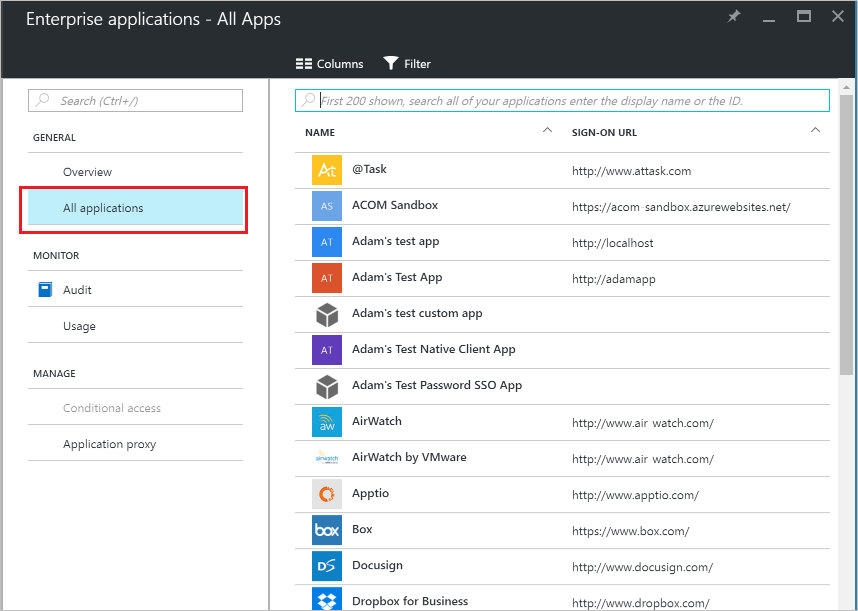 Enterprise applications - All Apps
Columns Filter
Search (Ctrl+/)
GENERAL
Overview
All applications
MONITOR
Audit
Usage
MANAGE
Conditional access
Application proxy
First 200 shown, search all of your applications enter the display name or the ID.
NAME SIGN-ON URL
At @Task http://www.attask.com
AS ACOM Sandbox https://acom-sandbox.azurewebsites.net/
AT Adam's test app http://localhost
AT Adam's Test App http://adamapp
Adam's test custom app
AT Adam's Test Native Client App
Adam's Test Password SSO App
aw AirWatch http://www.air-watch.com/
airwatch AirWatch by VMware http://www.air-watch.com/
Apptio http://www.apptio.com/
box Box https://www.box.com/
DS Docusign http://www.docusign.com/
Dropbox for Business http://www.dropbox.com/